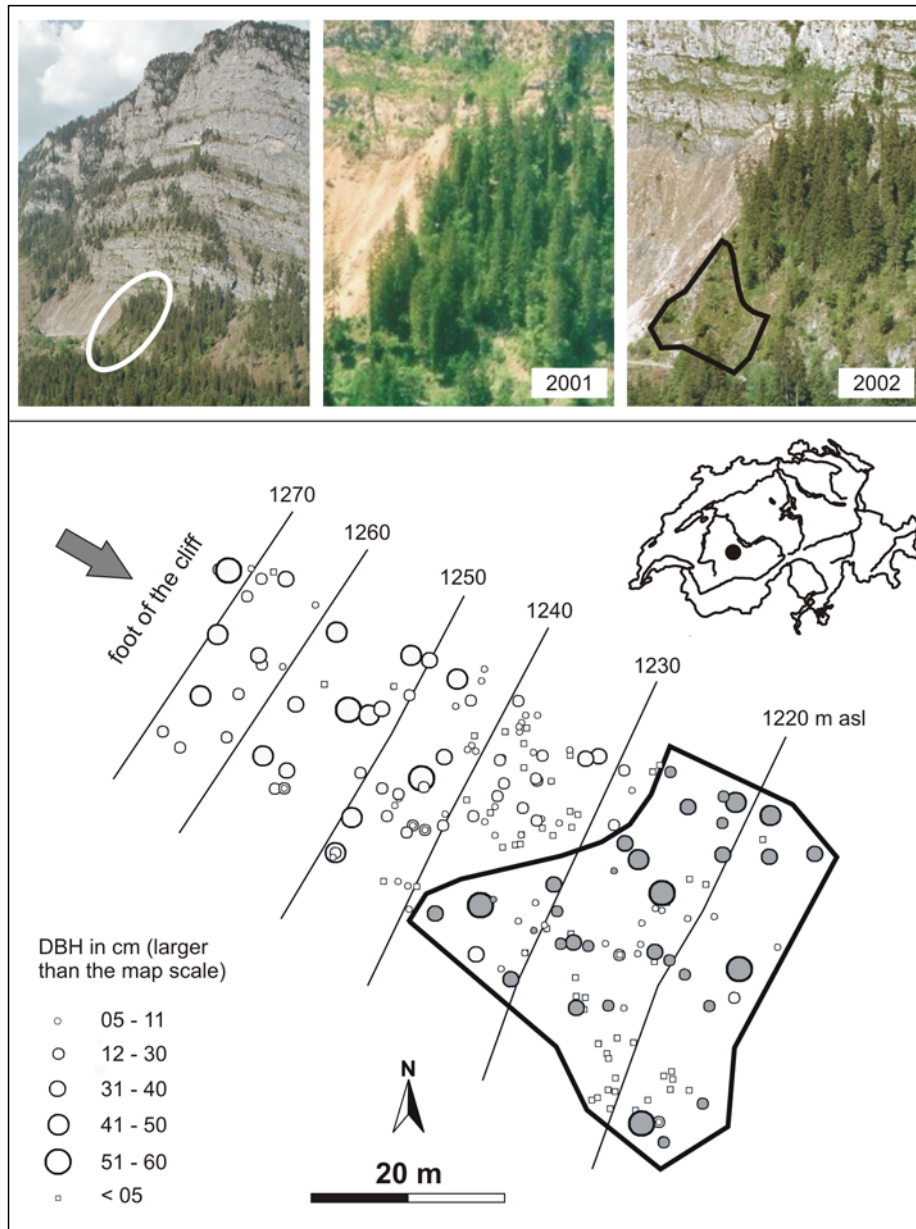 2001
2002
1270
1260
1250
1240
1230
1220 m asl
foot of the cliff
DBH in cm (larger
than the map scale)
05 - 11
12 - 30
31 - 40
41 - 50
51 - 60
< 05
N
20 m